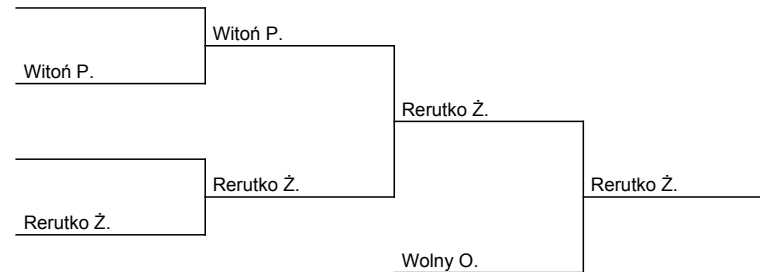 Witoń P.
Witoń P.
Rerutko Ż.
Rerutko Ż.
Rerutko Ż.
Rerutko Ż.
Wolny O.